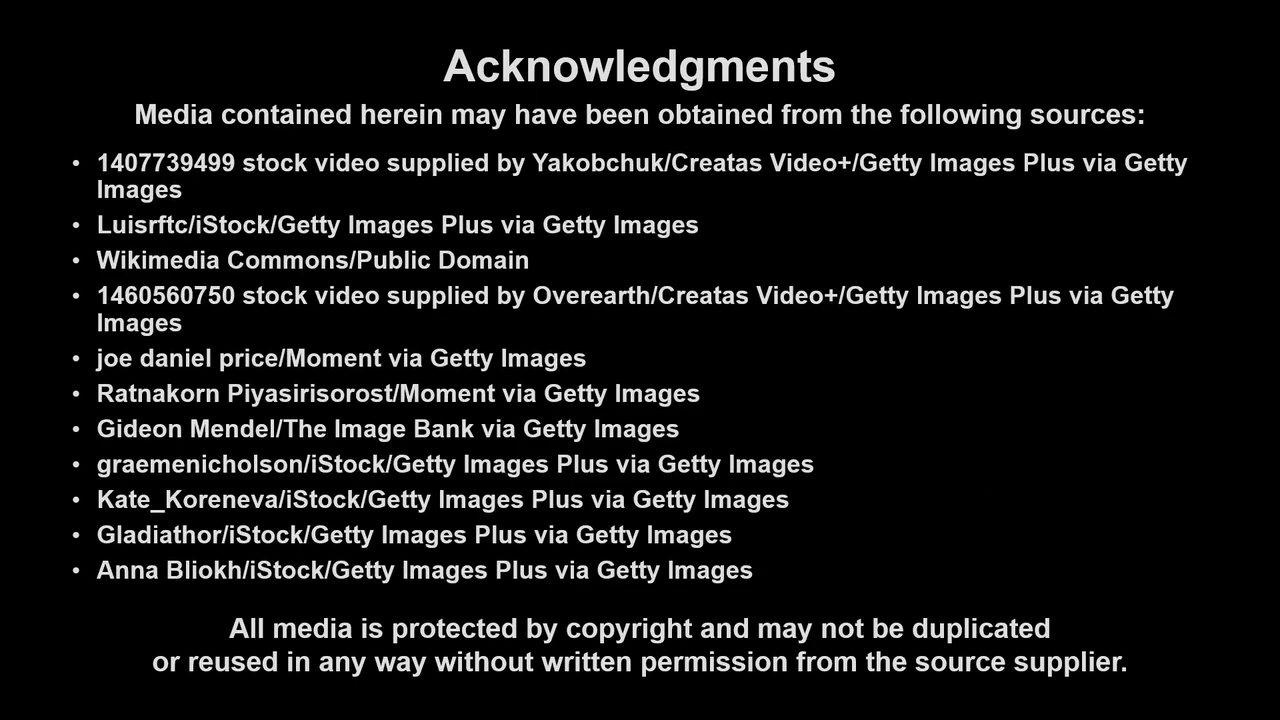 Acknowledgments
Media contained herein may have been obtained from the following sources:
• 1407739499 stock video supplied by Yakobchuk/Creatas Video+/Getty Images Plus via Getty
Images
• Luisrftc/iStock/Getty Images Plus via Getty Images
• Wikimedia Commons/Public Domain
• 1460560750 stock video supplied by Overearth/Creatas Video+/Getty Images Plus via Getty
Images
• joe daniel price/Moment via Getty Images
• Ratnakorn Piyasirisorost/Moment via Getty Images
• Gideon Mendel/The Image Bank via Getty Images
• graemenicholson/iStock/Getty Images Plus via Getty Images
• Kate_Koreneva/iStock/Getty Images Plus via Getty Images
• Gladiathor/iStock/Getty Images Plus via Getty Images
• Anna Bliokh/iStock/Getty Images Plus via Getty Images
All media is protected by copyright and may not be duplicated
or reused in any way without written permission from the source supplier.